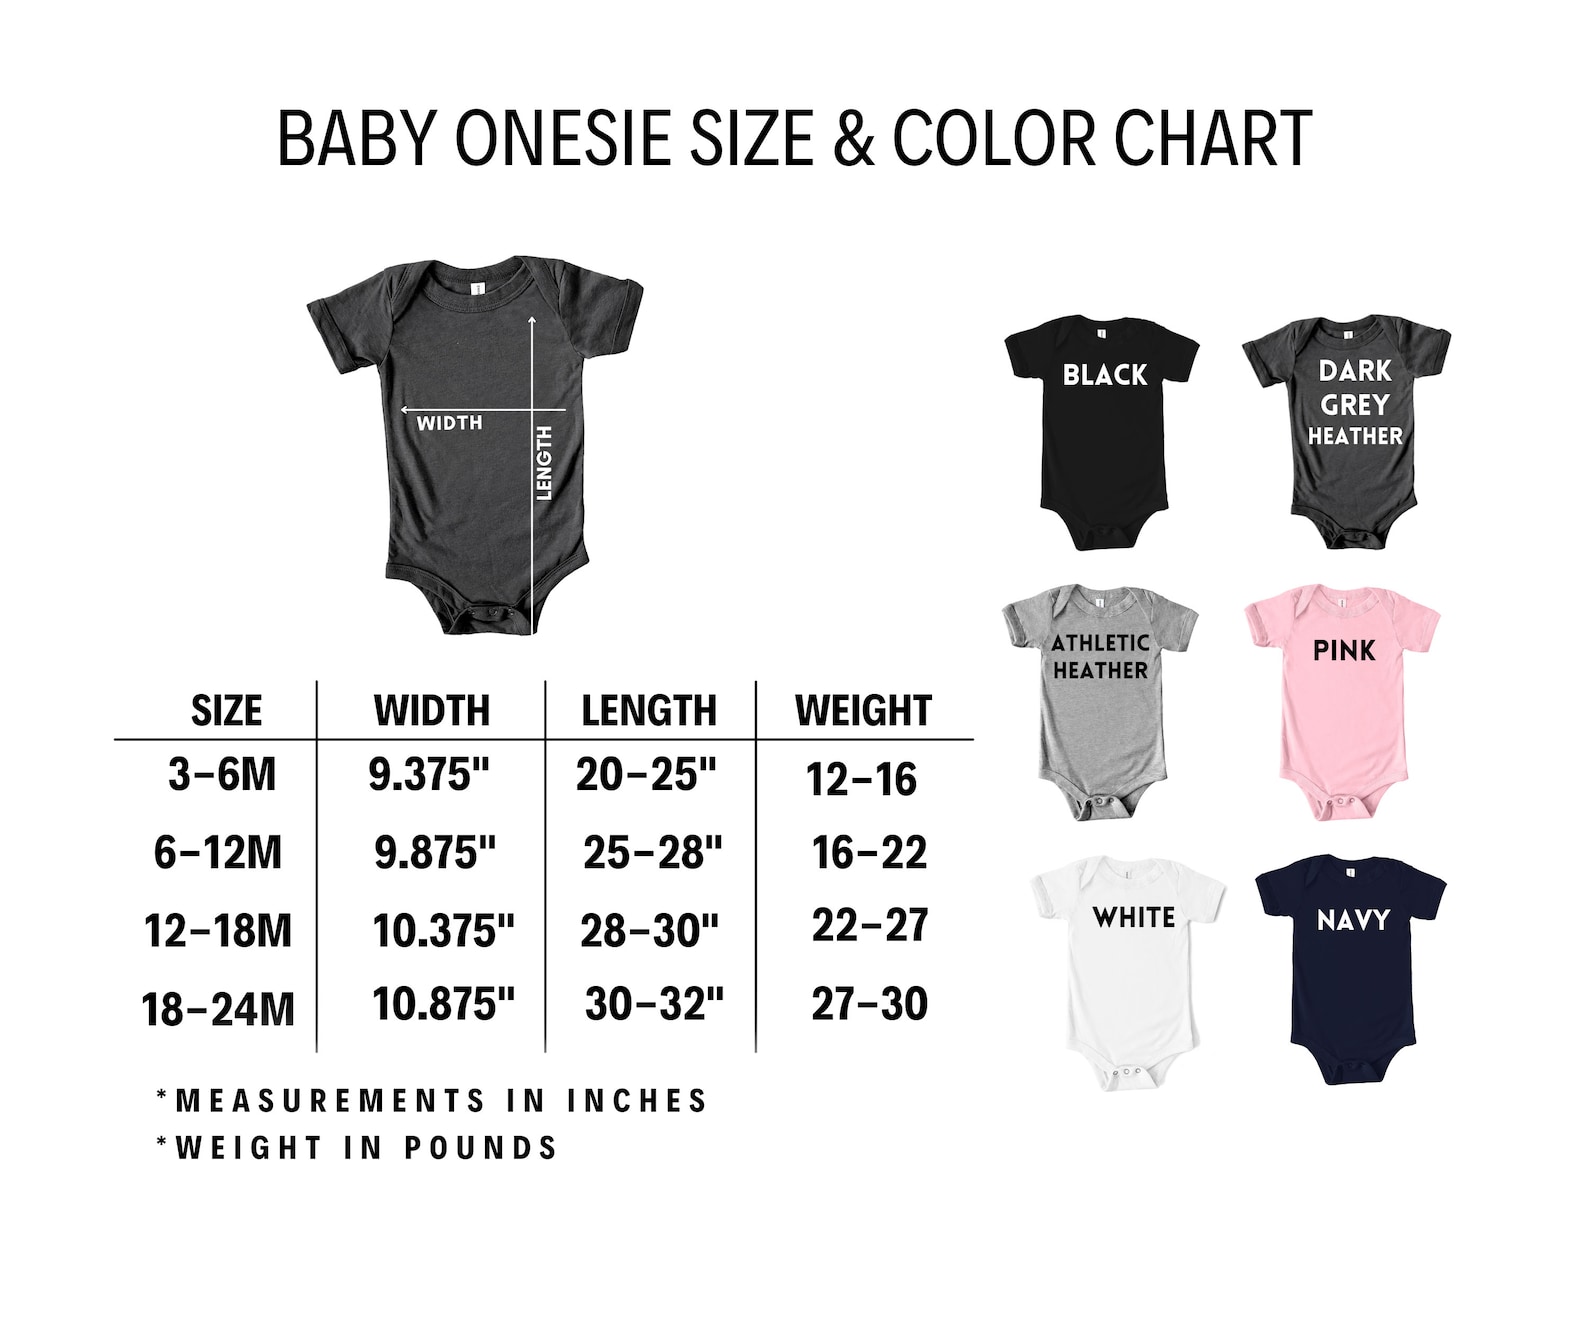 BABY ONESIE SIZE & COLOR CHART
WIDTH
LENGTH
SIZE WIDTH LENGTH WEIGHT
3-6M 9.375" 20-25" 12-16
6-12M 9.875" 25-28" 16-22
12-18M 10.375" 28-30" 22-27
18-24M 10.875" 30-32" 27-30
*MEASUREMENTS IN INCHES
*WEIGHT IN POUNDS
BLACK
DARK
GREY
HEATHER
ATHLETIC
HEATHER
PINK
WHITE
NAVY